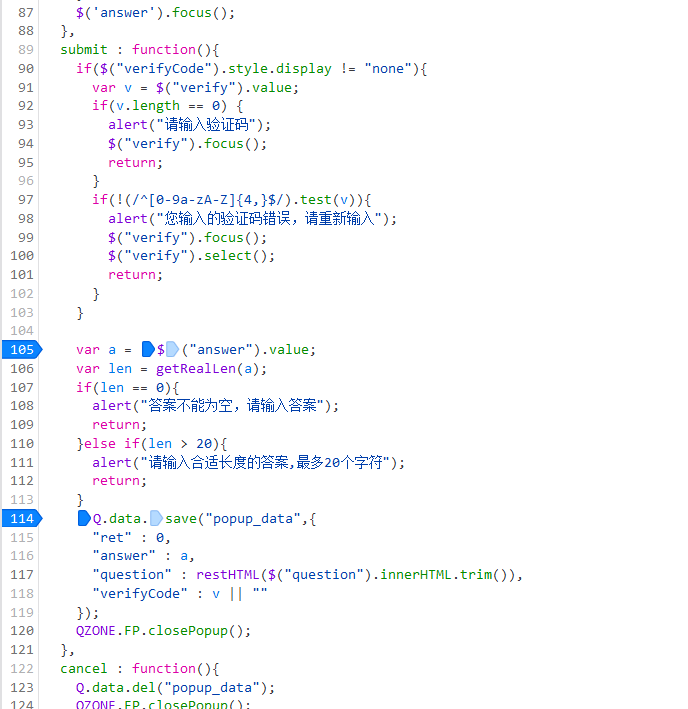 87 $('answer').focus();
88 },
89 submit : function(){
90 if($("verifyCode").style.display != "none"){
91 var v = $("verify").value;
92 if(v.length == 0) {
93 alert("请输入验证码");
94 $("verify").focus();
95 return;
96 }
97 if(!(/^[0-9a-zA-Z]{4,}$/).test(v)){
98 alert("您输入的验证码错误，请重新输入");
99 $("verify").focus();
100 $("verify").select();
101 return;
102 }
103 }
104
105 var a = $("answer").value;
106 var len = getRealLen(a);
107 if(len == 0){
108 alert("答案不能为空，请输入答案");
109 return;
110 }else if(len > 20){
111 alert("请输入合适长度的答案,最多20个字符");
112 return;
113 }
114 Q.data.save("popup_data",{
115 "ret" : 0,
116 "answer" : a,
117 "question" : restHTML($("question").innerHTML.trim()),
118 "verifyCode" : v || ""
119 });
120 QZONE.FP.closePopup();
121 },
122 cancel : function(){
123 Q.data.del("popup_data");
124 QZONE.FP.closePopup();